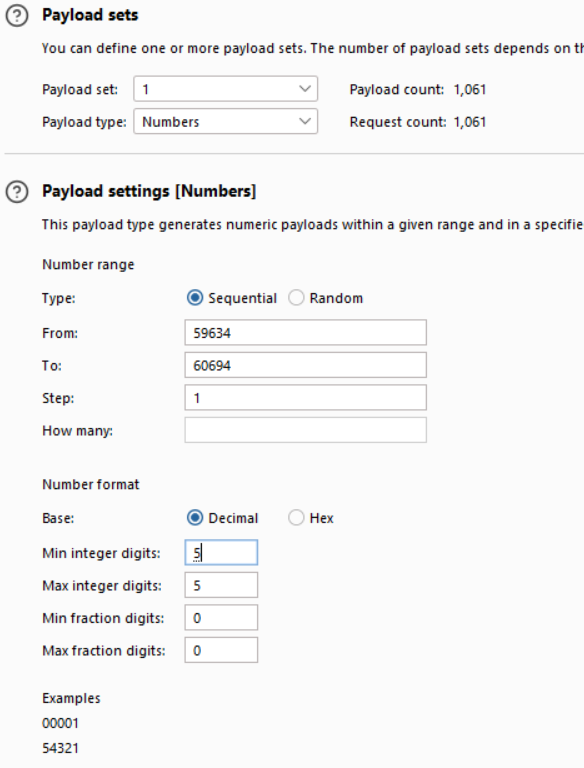 Payload sets
You can define one or more payload sets. The number of payload sets depends on th
Payload set: 1 Payload count: 1,061
Payload type: Numbers Request count: 1,061
Payload settings [Numbers]
This payload type generates numeric payloads within a given range and in a specifie
Number range
Type: Sequential Random
From: 59634
To: 60694
Step: 1
How many:
Number format
Base: Decimal Hex
Min integer digits: 5
Max integer digits: 5
Min fraction digits: 0
Max fraction digits: 0
Examples
00001
54321